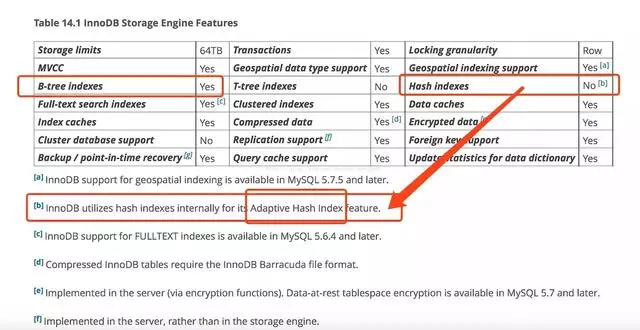 Table 14.1 InnoDB Storage Engine Features
Storage limits 64TB Transactions Yes Locking granularity Row
MVCC Yes Geospatial data type support Yes Geospatial indexing support Yes [a]
B-tree indexes Yes T-tree indexes No Hash indexes No [b]
Full-text search indexes Yes [c] Clustered indexes Yes Data caches Yes
Index caches Yes Compressed data Yes [d] Encrypted data Yes
Cluster database support No Replication support [f] Yes Foreign key support Yes
Backup / point-in-time recovery [g] Yes Query cache support Yes Update statistics for data dictionary Yes
[a] InnoDB support for geospatial indexing is available in MySQL 5.7.5 and later.
[b] InnoDB utilizes hash indexes internally for its Adaptive Hash Index feature.
[c] InnoDB support for FULLTEXT indexes is available in MySQL 5.6.4 and later.
[d] Compressed InnoDB tables require the InnoDB Barracuda file format.
[e] Implemented in the server (via encryption functions). Data-at-rest tablespace encryption is available in MySQL 5.7 and later.
[f] Implemented in the server, rather than in the storage engine.